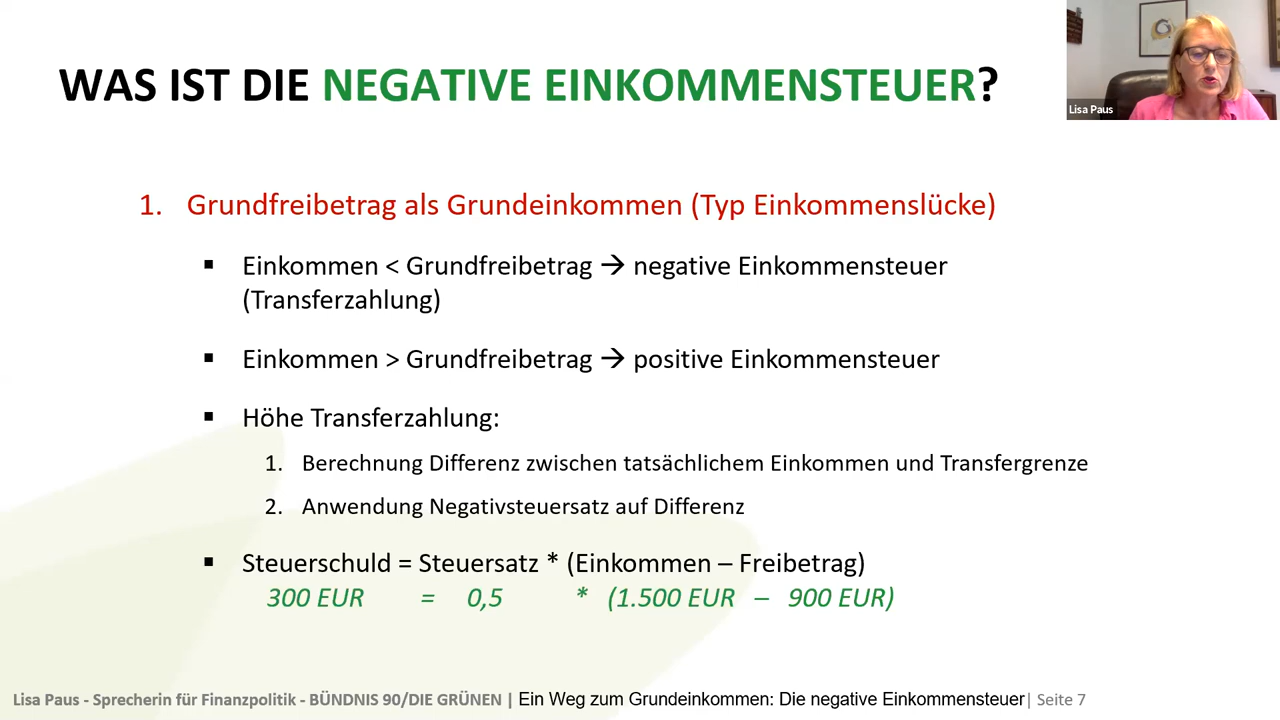 WAS IST DIE NEGATIVE EINKOMMENSTEUER?
Lisa Paus
1. Grundfreibetrag als Grundeinkommen (Typ Einkommenslücke)
▪ Einkommen < Grundfreibetrag → negative Einkommensteuer
(Transferzahlung)
▪ Einkommen > Grundfreibetrag → positive Einkommensteuer
▪ Höhe Transferzahlung:
1. Berechnung Differenz zwischen tatsächlichem Einkommen und Transfergrenze
2. Anwendung Negativsteuersatz auf Differenz
▪ Steuerschuld = Steuersatz * (Einkommen – Freibetrag)
300 EUR = 0,5 * (1.500 EUR – 900 EUR)
Lisa Paus - Sprecherin für Finanzpolitik - BÜNDNIS 90/DIE GRÜNEN | Ein Weg zum Grundeinkommen: Die negative Einkommensteuer | Seite 7